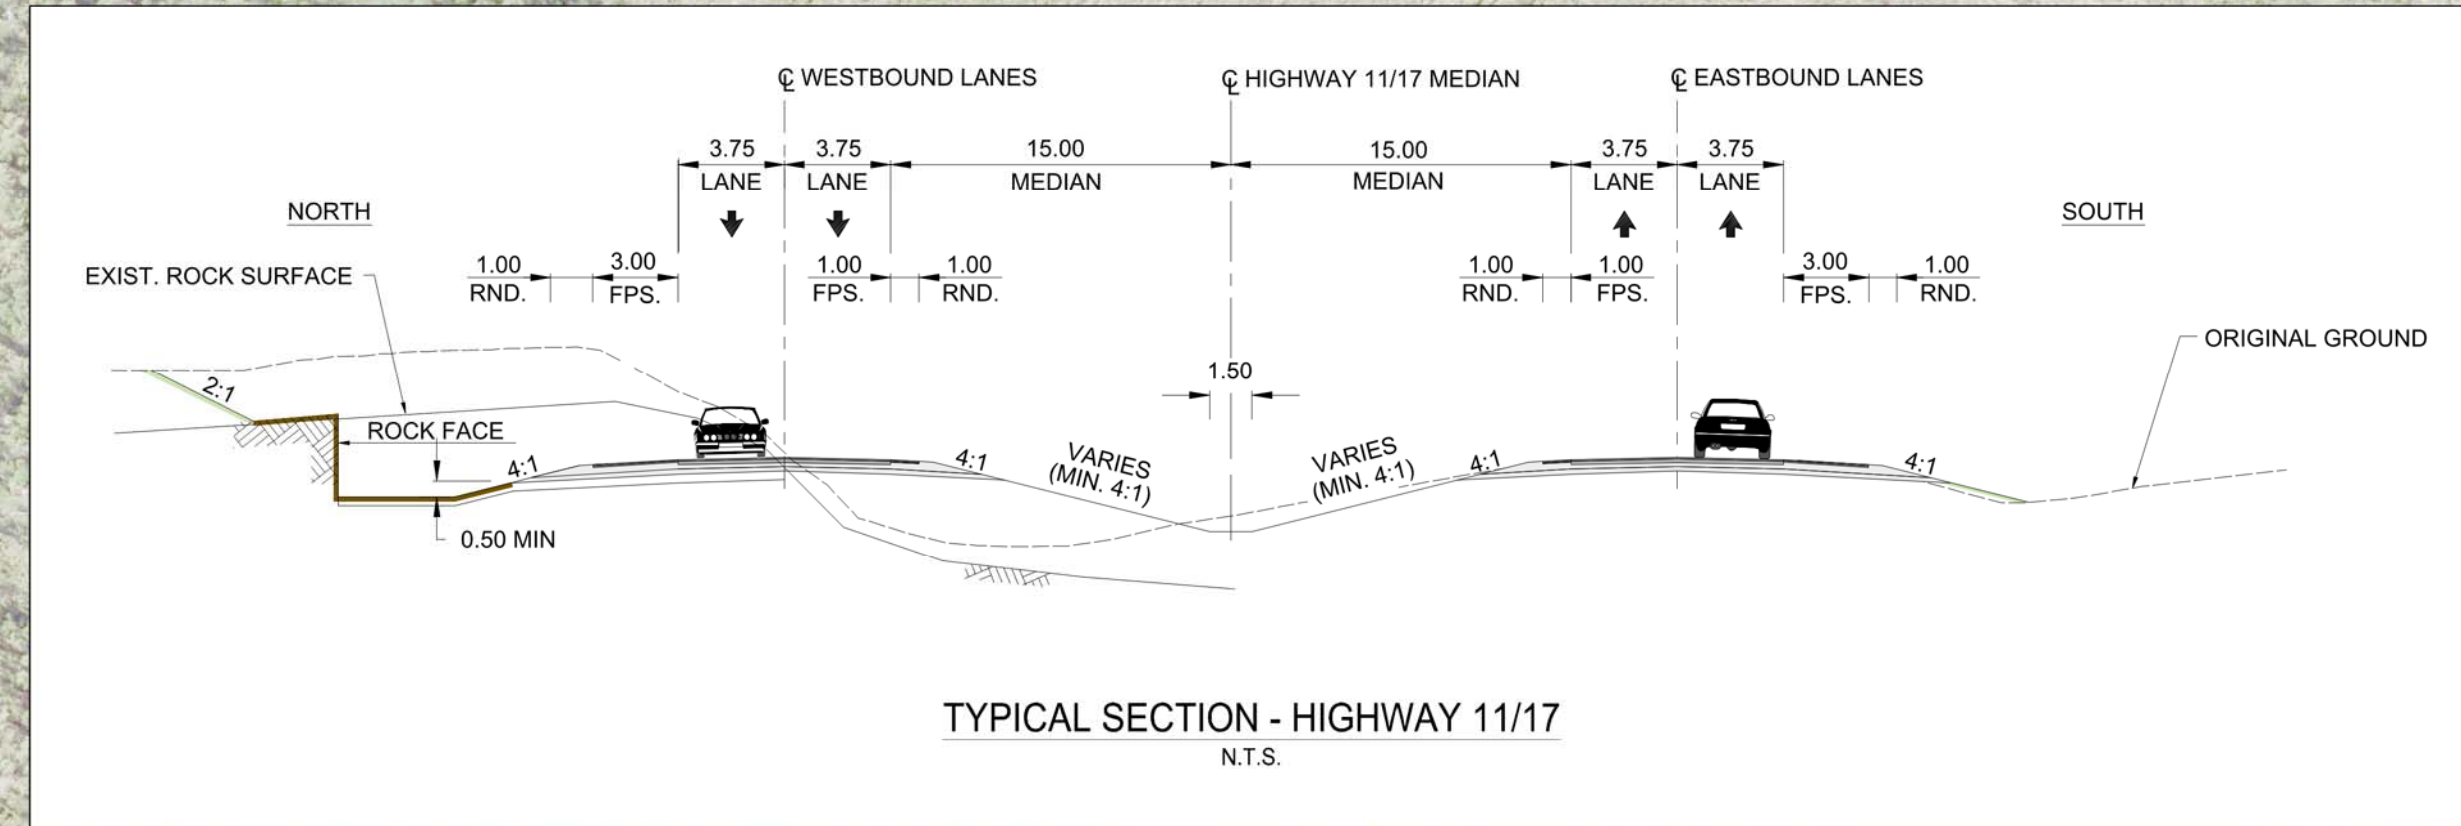 ℄ WESTBOUND LANES
℄ HIGHWAY 11/17 MEDIAN
℄ EASTBOUND LANES
3.75 3.75 15.00 15.00 3.75 3.75
LANE LANE MEDIAN MEDIAN LANE LANE
NORTH
SOUTH
1.00 3.00 1.00 1.00 1.00 1.00 3.00 1.00
RND. FPS. FPS. RND. RND. FPS. FPS. RND.
EXIST. ROCK SURFACE
ORIGINAL GROUND
1.50
2:1
ROCK FACE
4:1
4:1
VARIES
(MIN. 4:1)
VARIES
(MIN. 4:1)
4:1
4:1
0.50 MIN
TYPICAL SECTION - HIGHWAY 11/17
N.T.S.